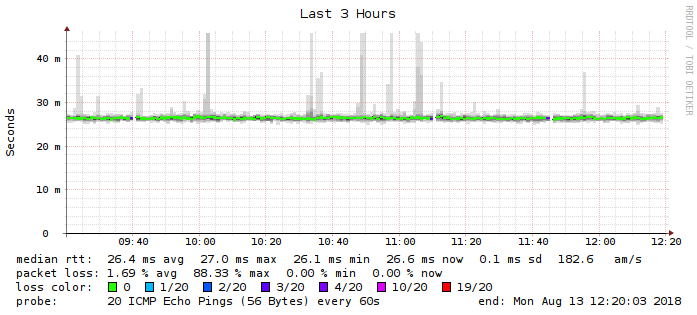 Last 3 Hours
RRDTOOL / TOBI OETIKER
Seconds
40 m
30 m
20 m
10 m
0
09:40 10:00 10:20 10:40 11:00 11:20 11:40 12:00 12:20
median rtt: 26.4 ms avg 27.0 ms max 26.1 ms min 26.6 ms now 0.1 ms sd 182.6 am/s
packet loss: 1.69 % avg 88.33 % max 0.00 % min 0.00 % now
loss color: 0 1/20 2/20 3/20 4/20 10/20 19/20
probe: 20 ICMP Echo Pings (56 Bytes) every 60s end: Mon Aug 13 12:20:03 2018